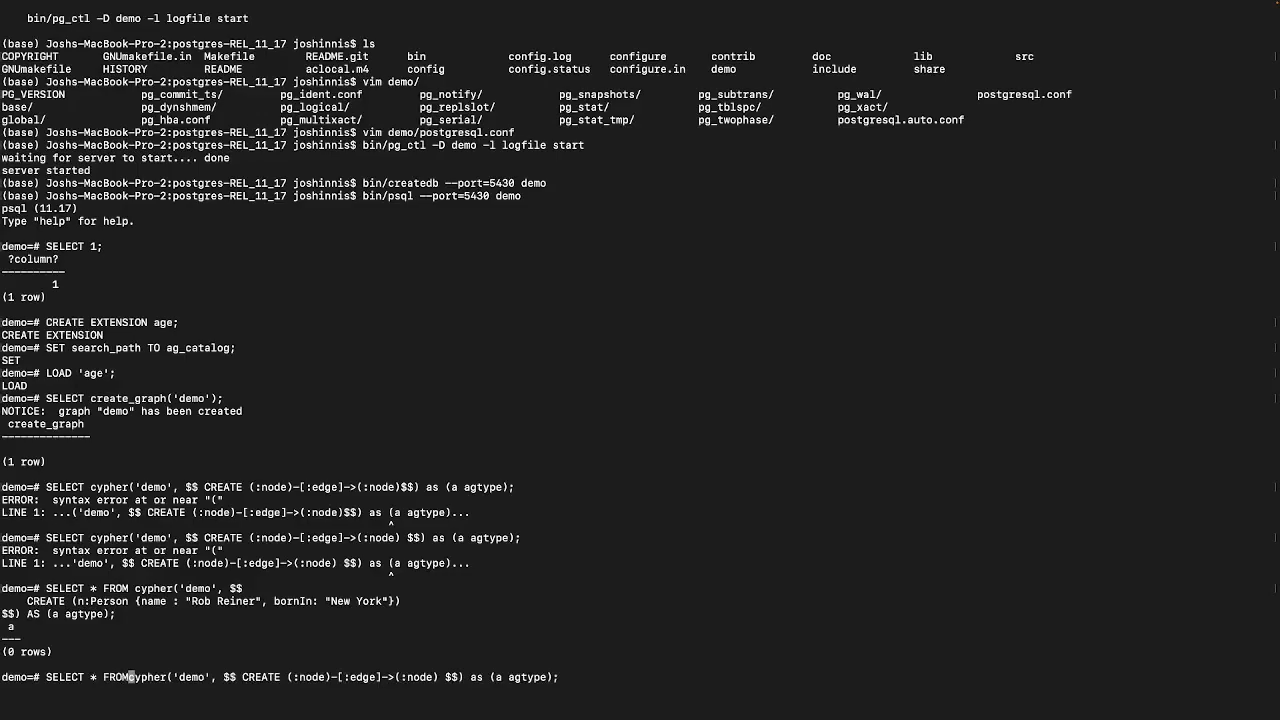 bin/pg_ctl -D demo -l logfile start
(base) Joshs-MacBook-Pro-2:postgres-REL_11_17 joshinnis$ ls
COPYRIGHT GNUmakefile.in Makefile README.git bin config.log configure contrib doc lib src
GNUmakefile HISTORY README aclocal.m4 config config.status configure.in demo include share
(base) Joshs-MacBook-Pro-2:postgres-REL_11_17 joshinnis$ vim demo/
PG_VERSION pg_commit_ts/ pg_ident.conf pg_notify/ pg_snapshots/ pg_subtrans/ pg_wal/ postgresql.conf
base/ pg_dynshmem/ pg_logical/ pg_replslot/ pg_stat/ pg_tblspc/ pg_xact/
global/ pg_hba.conf pg_multixact/ pg_serial/ pg_stat_tmp/ pg_twophase/ postgresql.auto.conf
(base) Joshs-MacBook-Pro-2:postgres-REL_11_17 joshinnis$ vim demo/postgresql.conf
(base) Joshs-MacBook-Pro-2:postgres-REL_11_17 joshinnis$ bin/pg_ctl -D demo -l logfile start
waiting for server to start.... done
server started
(base) Joshs-MacBook-Pro-2:postgres-REL_11_17 joshinnis$ bin/createdb --port=5430 demo
(base) Joshs-MacBook-Pro-2:postgres-REL_11_17 joshinnis$ bin/psql --port=5430 demo
psql (11.17)
Type "help" for help.
demo=# SELECT 1;
?column?
----------
1
(1 row)
demo=# CREATE EXTENSION age;
CREATE EXTENSION
demo=# SET search_path TO ag_catalog;
SET
demo=# LOAD 'age';
LOAD
demo=# SELECT create_graph('demo');
NOTICE:  graph "demo" has been created
create_graph
--------------
(1 row)
demo=# SELECT cypher('demo', $$ CREATE (:node)-[:edge]->(:node)$$) as (a agtype);
ERROR:  syntax error at or near "("
LINE 1: ...('demo', $$ CREATE (:node)-[:edge]->(:node)$$) as (a agtype)...
^
demo=# SELECT cypher('demo', $$ CREATE (:node)-[:edge]->(:node) $$) as (a agtype);
ERROR:  syntax error at or near "("
LINE 1: ...'demo', $$ CREATE (:node)-[:edge]->(:node) $$) as (a agtype)...
^
demo=# SELECT * FROM cypher('demo', $$
CREATE (n:Person {name : "Rob Reiner", bornIn: "New York"})
$$) AS (a agtype);
a
---
(0 rows)
demo=# SELECT * FROMcypher('demo', $$ CREATE (:node)-[:edge]->(:node) $$) as (a agtype);